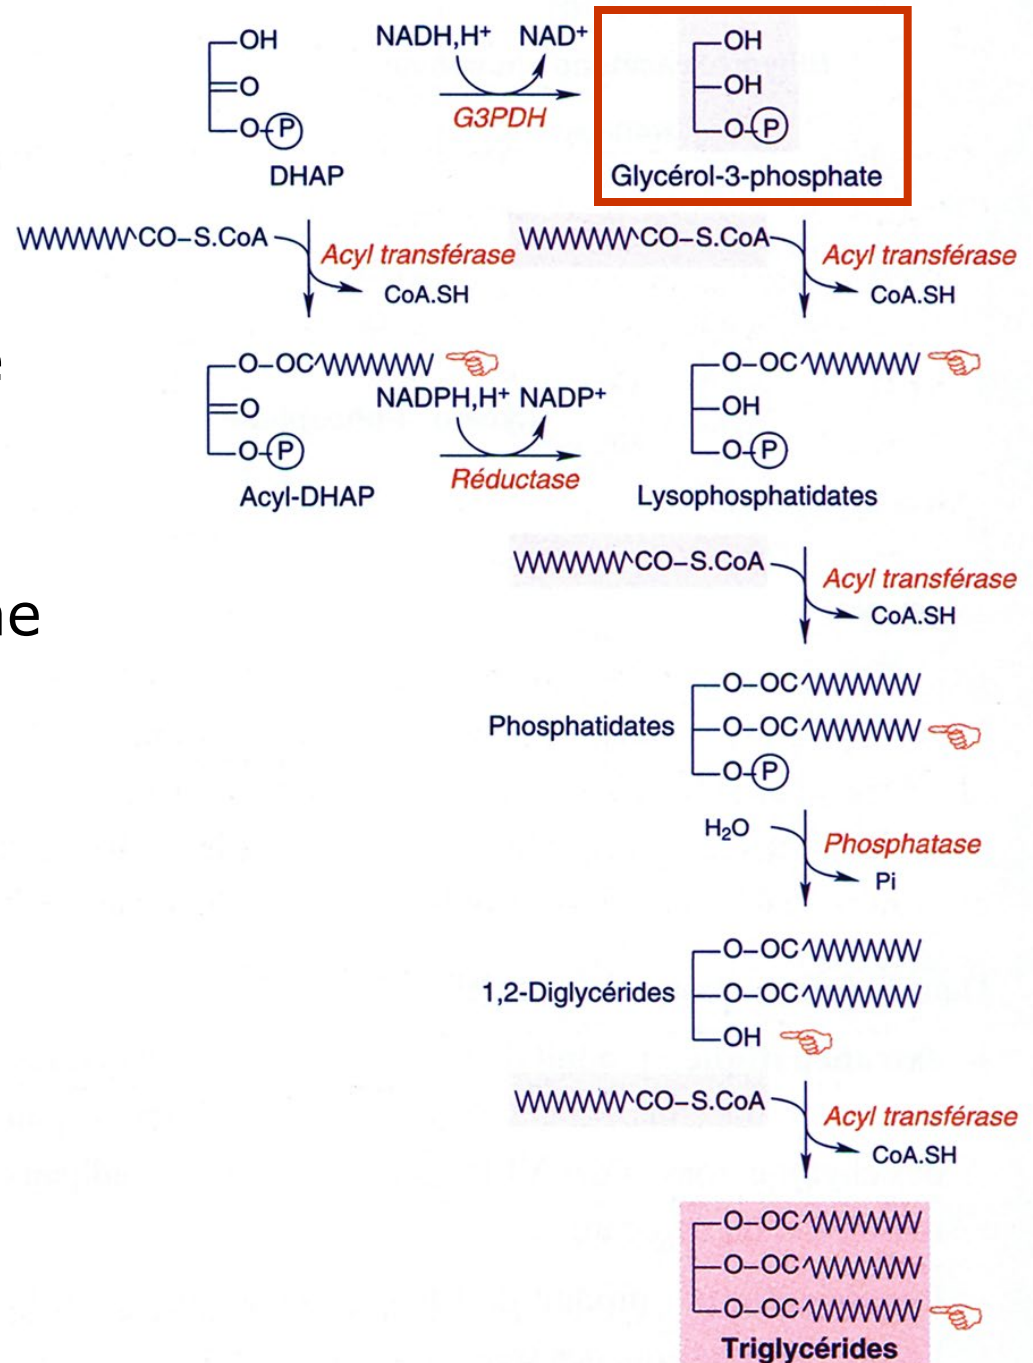 OH NADH,H⁺ NAD⁺ OH
O OH
G3PDH
O–P O–P
DHAP Glycérol-3-phosphate
CO–S.CoA CO–S.CoA
Acyl transférase Acyl transférase
CoA.SH CoA.SH
e
O–OC O–OC
NADPH,H⁺ NADP⁺
O OH
O–P O–P
Réductase
Acyl-DHAP Lysophosphatidates
CO–S.CoA
Acyl transférase
ne
CoA.SH
O–OC
Phosphatidates O–OC
O–P
H₂O
Phosphatase
Pi
O–OC
1,2-Diglycérides O–OC
OH
CO–S.CoA
Acyl transférase
CoA.SH
O–OC
O–OC
O–OC
Triglycérides